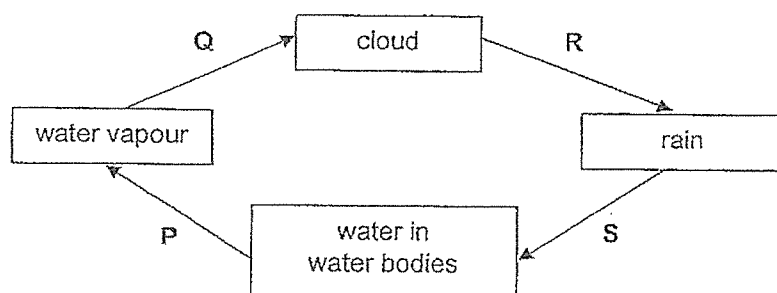 Q
cloud
R
water vapour
rain
P
water in
water bodies
S